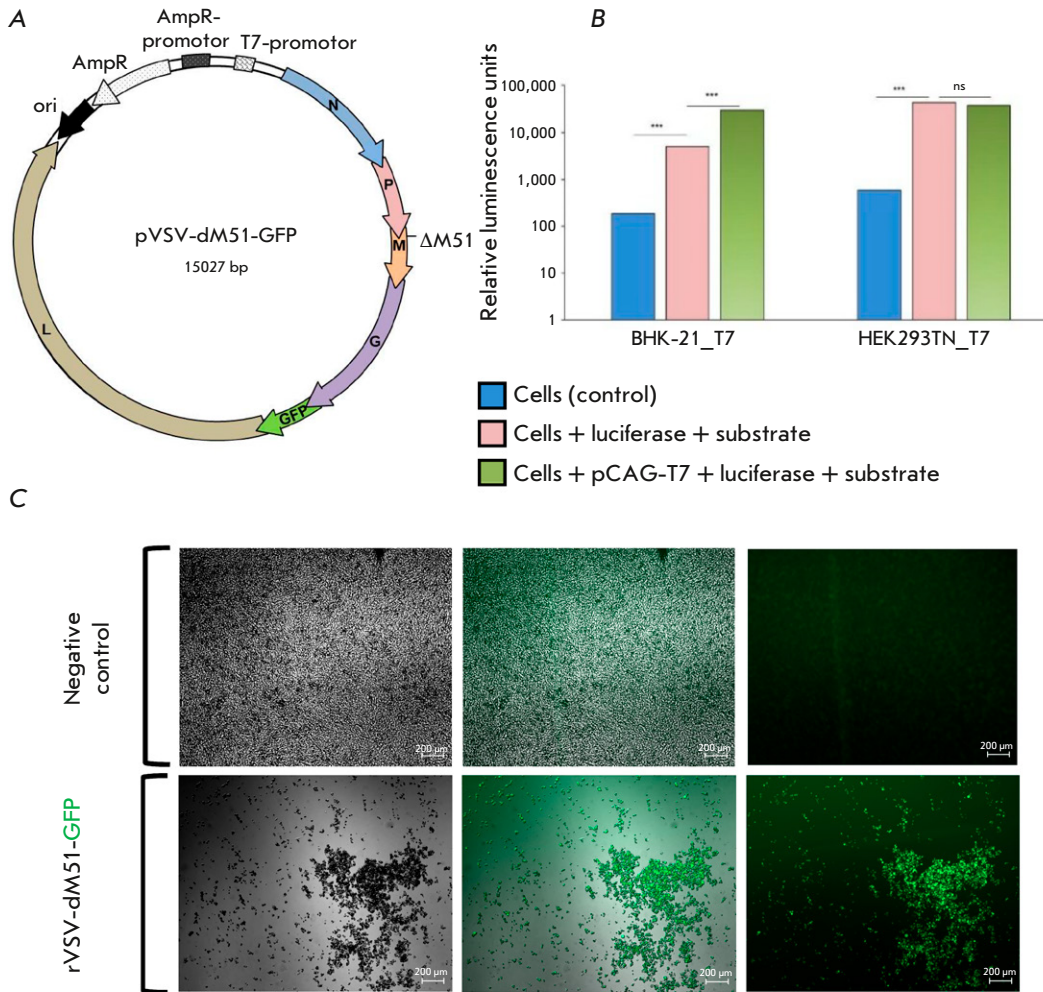 A
AmpR-
promotor
T7-promotor
AmpR
ori
N
P
M
ΔM51
G
GFP
L
pVSV-dM51-GFP
15027 bp
B
Relative luminescence units
100,000
10,000
1,000
100
10
1
***
***
***
ns
BHK-21_T7
HEK293TN_T7
Cells (control)
Cells + luciferase + substrate
Cells + pCAG-T7 + luciferase + substrate
C
Negative
control
200 µm
200 µm
200 µm
rVSV-dM51-GFP
200 µm
200 µm
200 µm